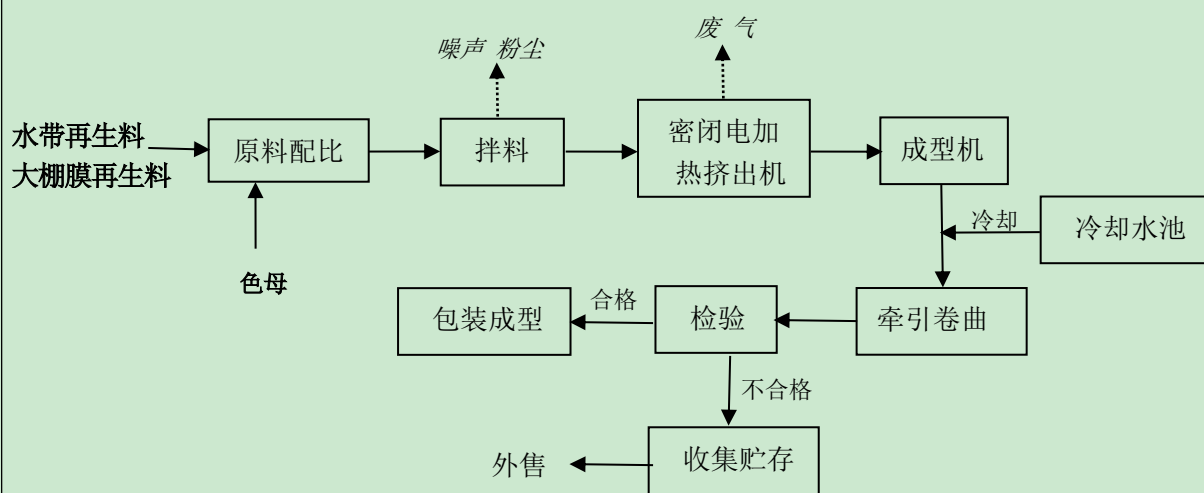 废 气
噪声 粉尘
水带再生料
大棚膜再生料
原料配比
拌料
密闭电加
热挤出机
成型机
冷却
冷却水池
色母
包装成型
合格
检验
牵引卷曲
不合格
外售
收集贮存